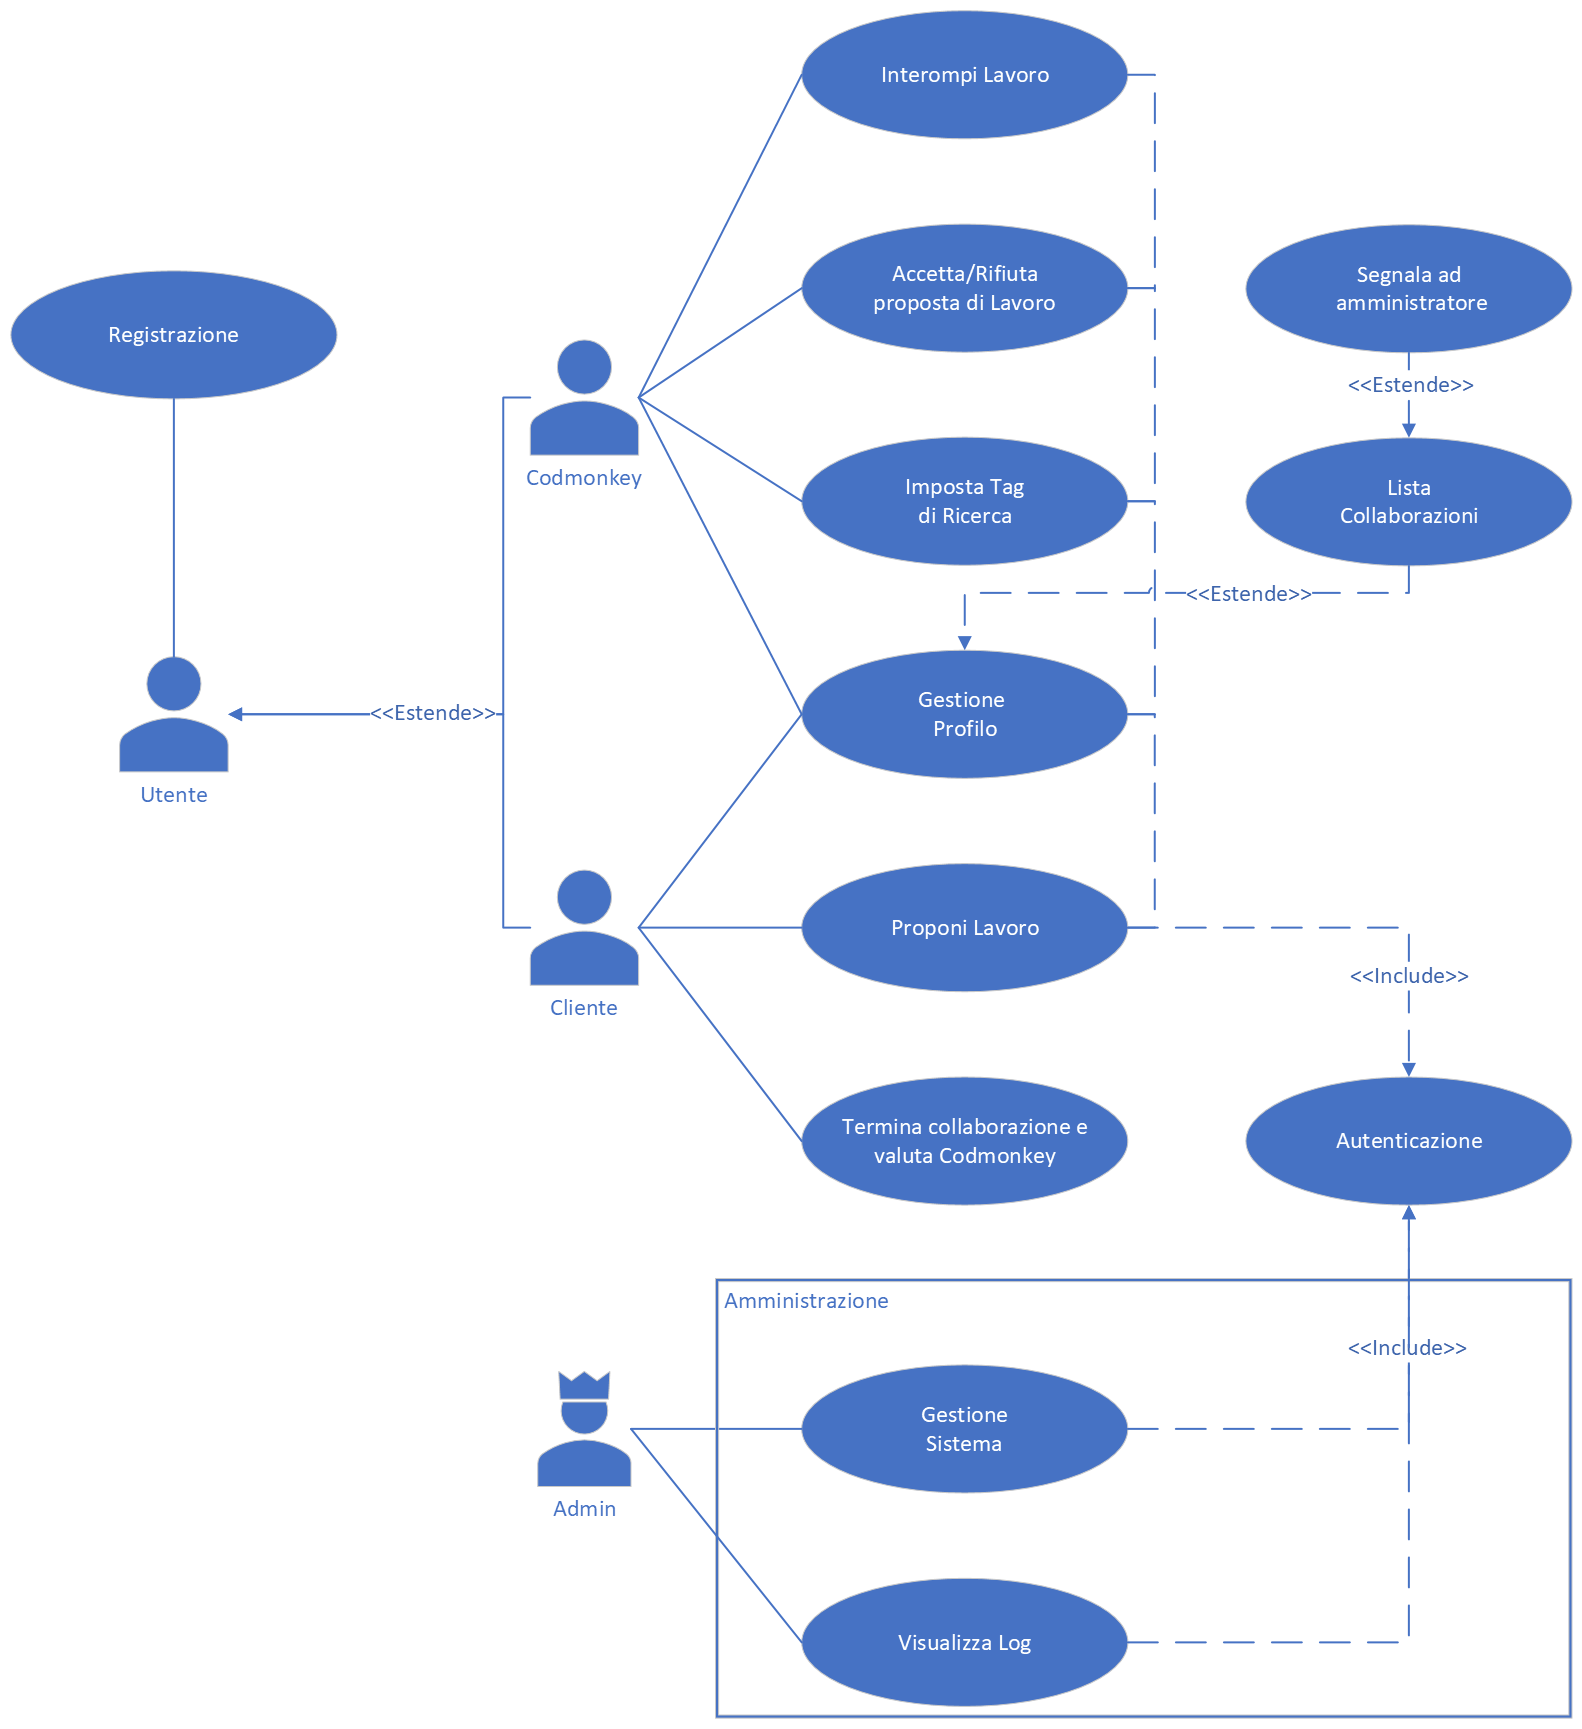 Interompi Lavoro
Accetta/Rifiuta
proposta di Lavoro
Segnala ad
amministratore
Registrazione
<<Estende>>
Codmonkey
Imposta Tag
di Ricerca
Lista
Collaborazioni
<<Estende>>
Gestione
Profilo
<<Estende>>
Utente
Proponi Lavoro
<<Include>>
Cliente
Termina collaborazione e
valuta Codmonkey
Autenticazione
Amministrazione
<<Include>>
Gestione
Sistema
Admin
Visualizza Log